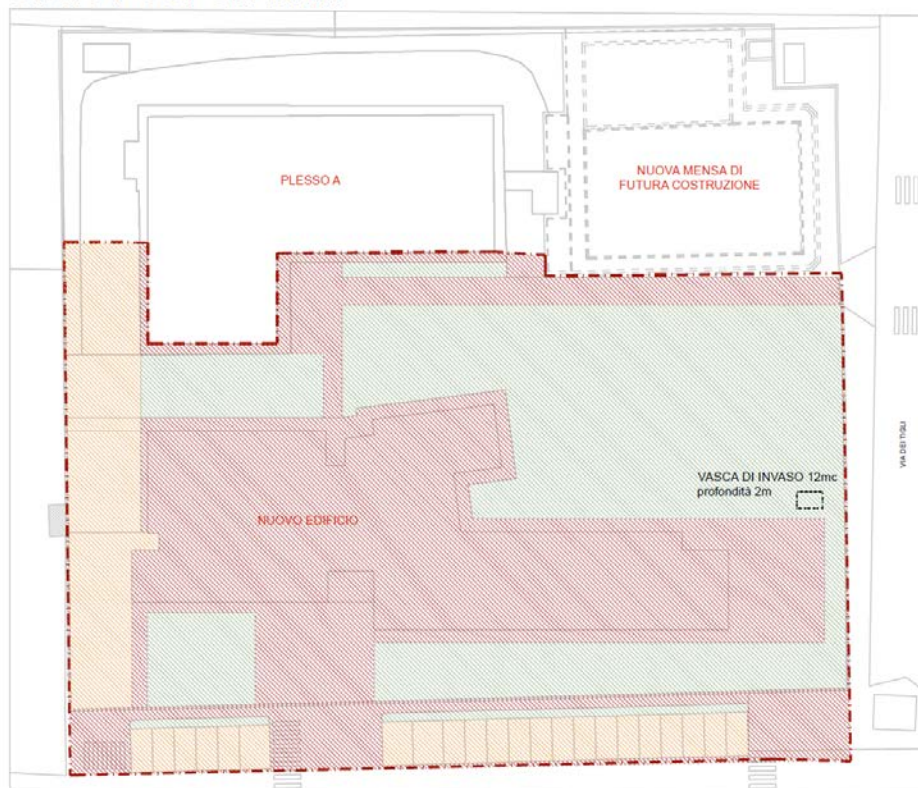 PLESSO A
NUOVA MENSA DI
FUTURA COSTRUZIONE
VASCA DI INVASO 12mc
profondità 2m
NUOVO EDIFICIO
VIA DEI TIGLI